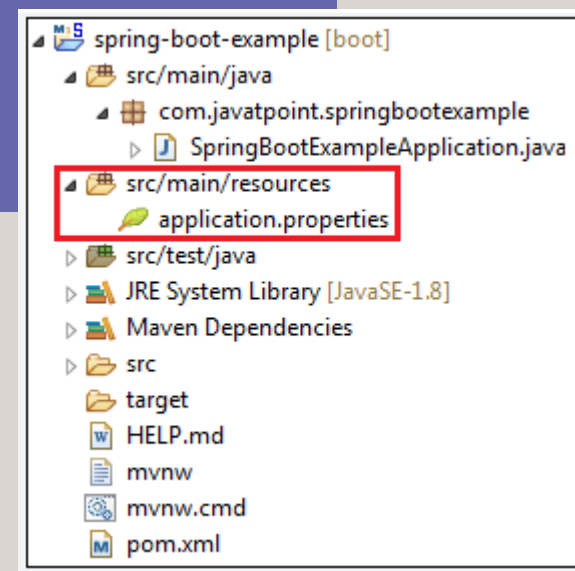 spring-boot-example [boot]
src/main/java
com.javatpoint.springbootexample
SpringBootExampleApplication.java
src/main/resources
application.properties
src/test/java
JRE System Library [JavaSE-1.8]
Maven Dependencies
src
target
HELP.md
mvnw
mvnw.cmd
pom.xml